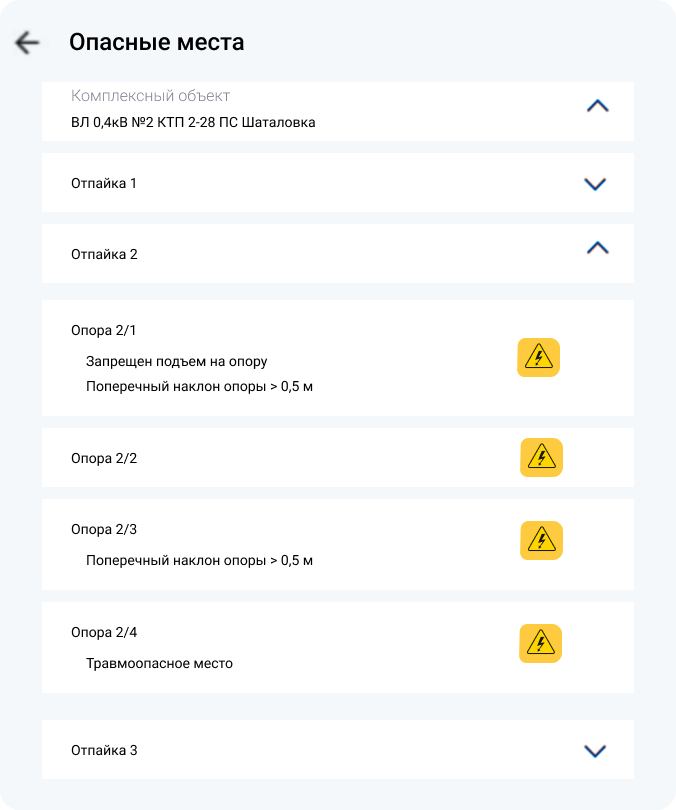 Опасные места
Комплексный объект
ВЛ 0,4кВ №2 КТП 2-28 ПС Шаталовка
Отпайка 1
Отпайка 2
Опора 2/1
Запрещен подъем на опору
Поперечный наклон опоры > 0,5 м
Опора 2/2
Опора 2/3
Поперечный наклон опоры > 0,5 м
Опора 2/4
Травмоопасное место
Отпайка 3